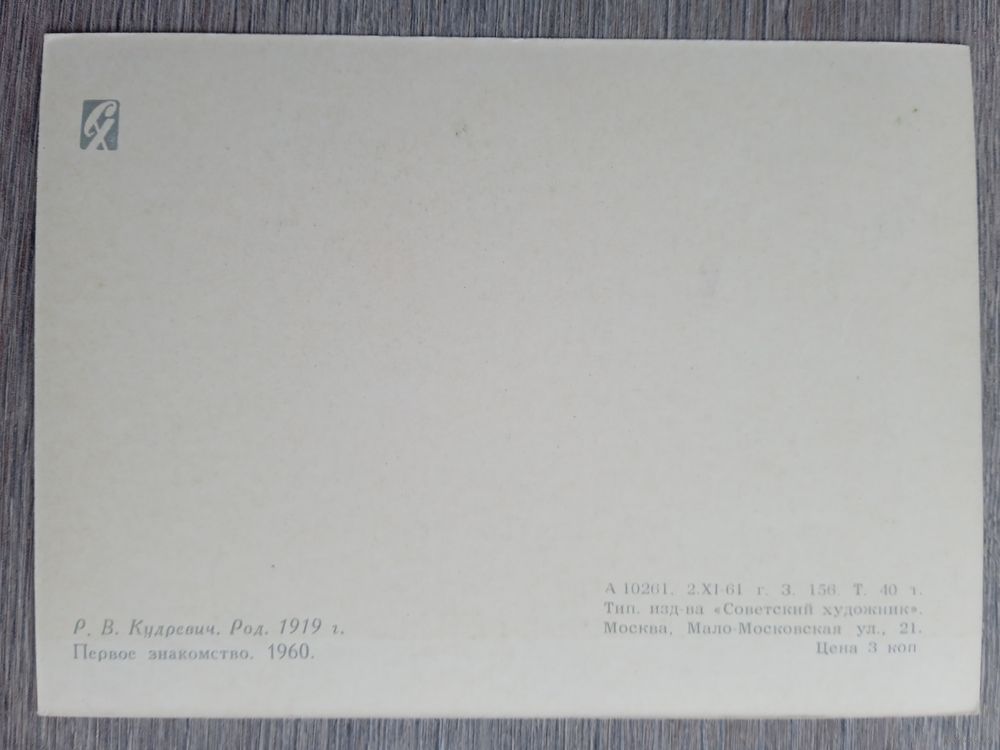 СХ
Р. В. Кудревич. Род. 1919 г.
Первое знакомство. 1960.
А 10261. 2.XI-61 г. З. 156. Т. 40 т.
Тип. изд-ва «Советский художник».
Москва, Мало-Московская ул., 21.
Цена 3 коп